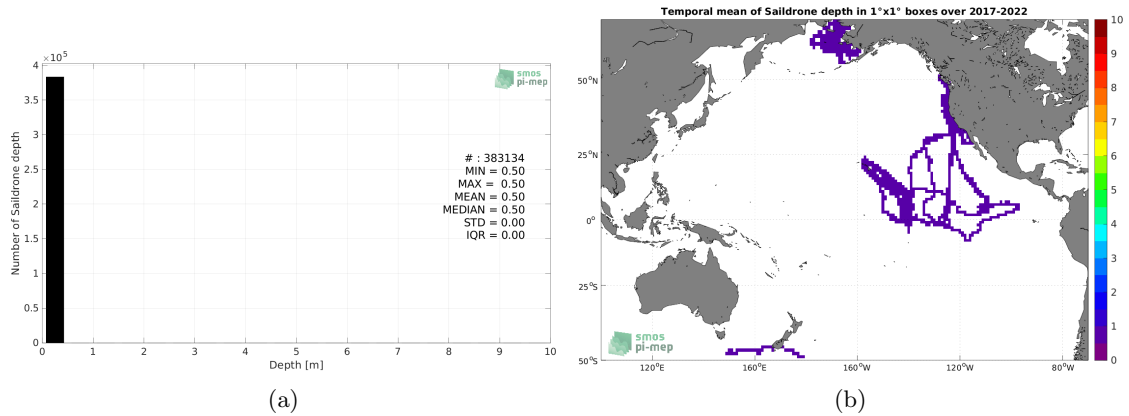 ×10⁵
4
3.5
3
2.5
2
1.5
1
0.5
0
Number of Saildrone depth
smos
pi-mep
# : 383134
MIN = 0.50
MAX = 0.50
MEAN = 0.50
MEDIAN = 0.50
STD = 0.00
IQR = 0.00
0 1 2 3 4 5 6 7 8 9 10
Depth [m]
(a)
Temporal mean of Saildrone depth in 1°x1° boxes over 2017-2022
50°N
25°N
0°
25°S
50°S
smos
pi-mep
120°E 160°E 160°W 120°W 80°W
10
9
8
7
6
5
4
3
2
1
0
(b)